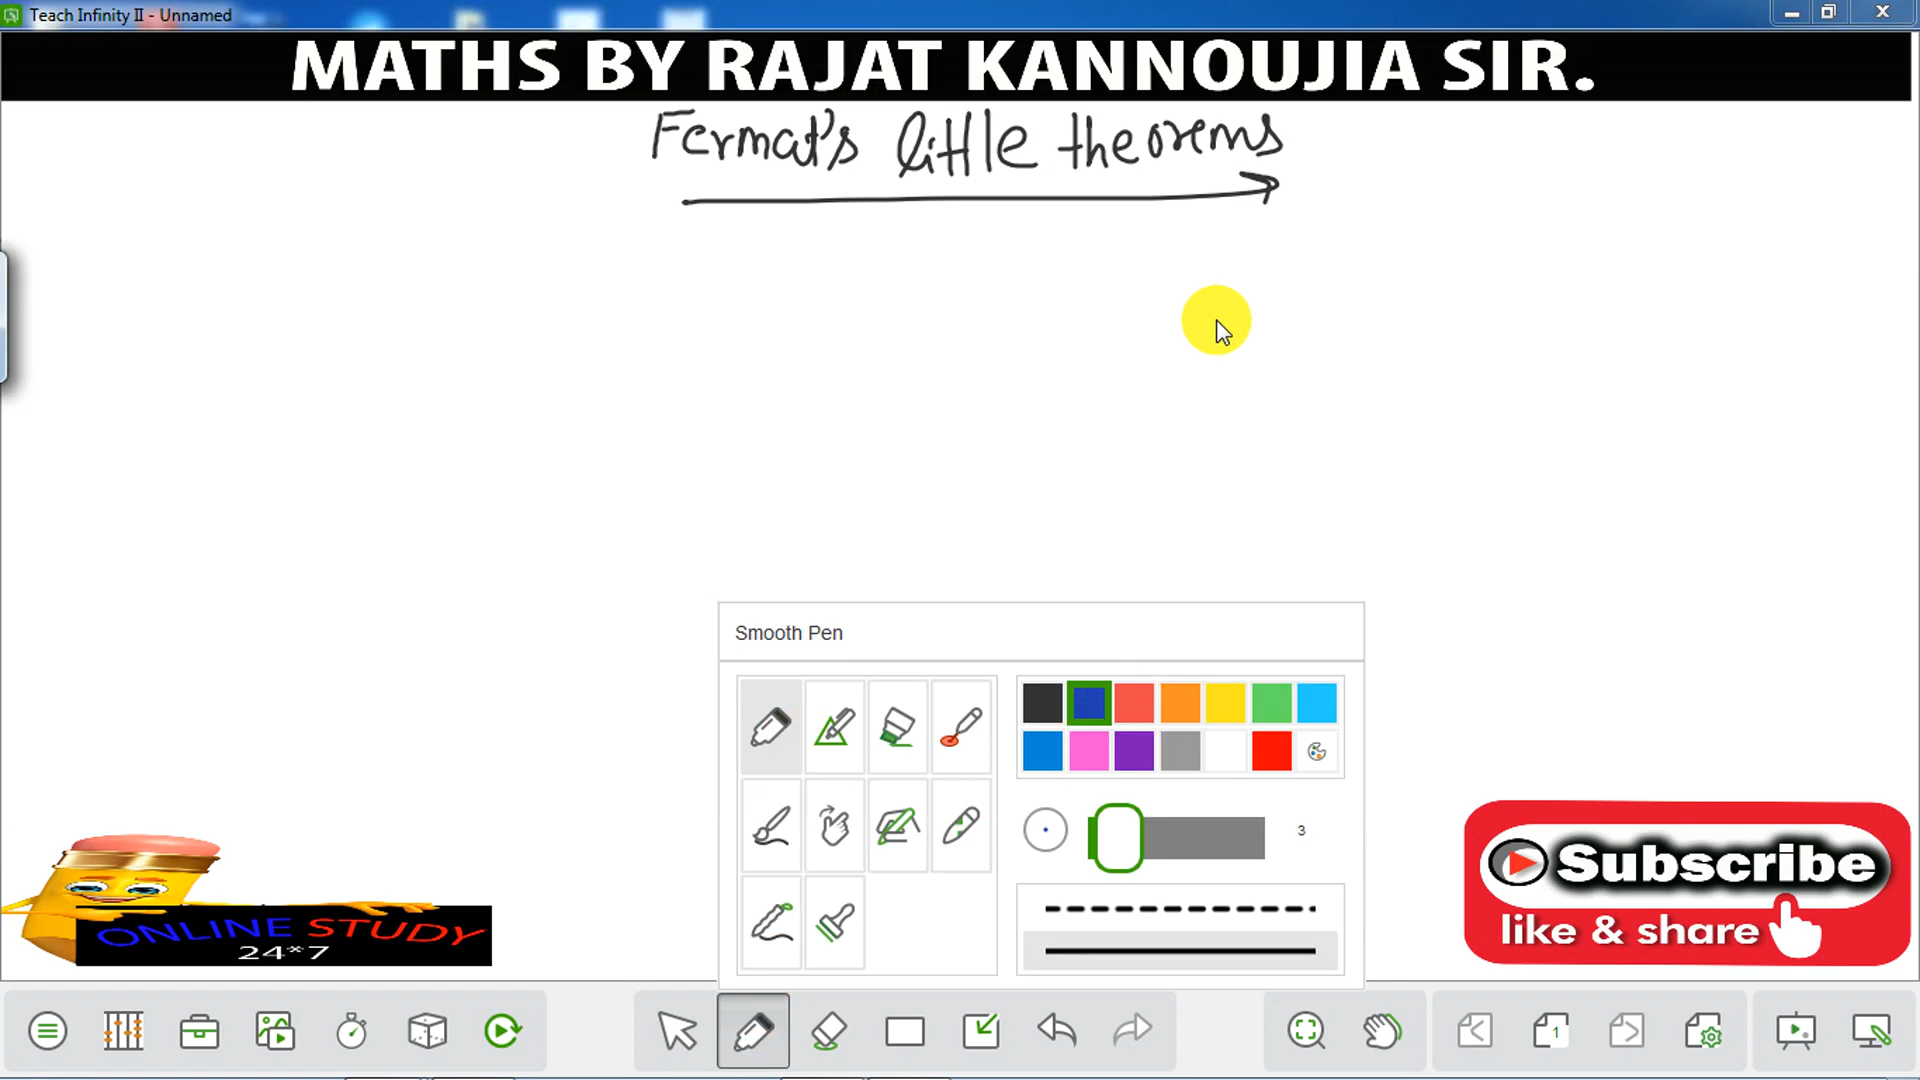 Teach Infinity II - Unnamed
MATHS BY RAJAT KANNOUJIA SIR.
Fermat's little theorems
Smooth Pen
3
Subscribe
like & share
ONLINE STUDY
24*7
1